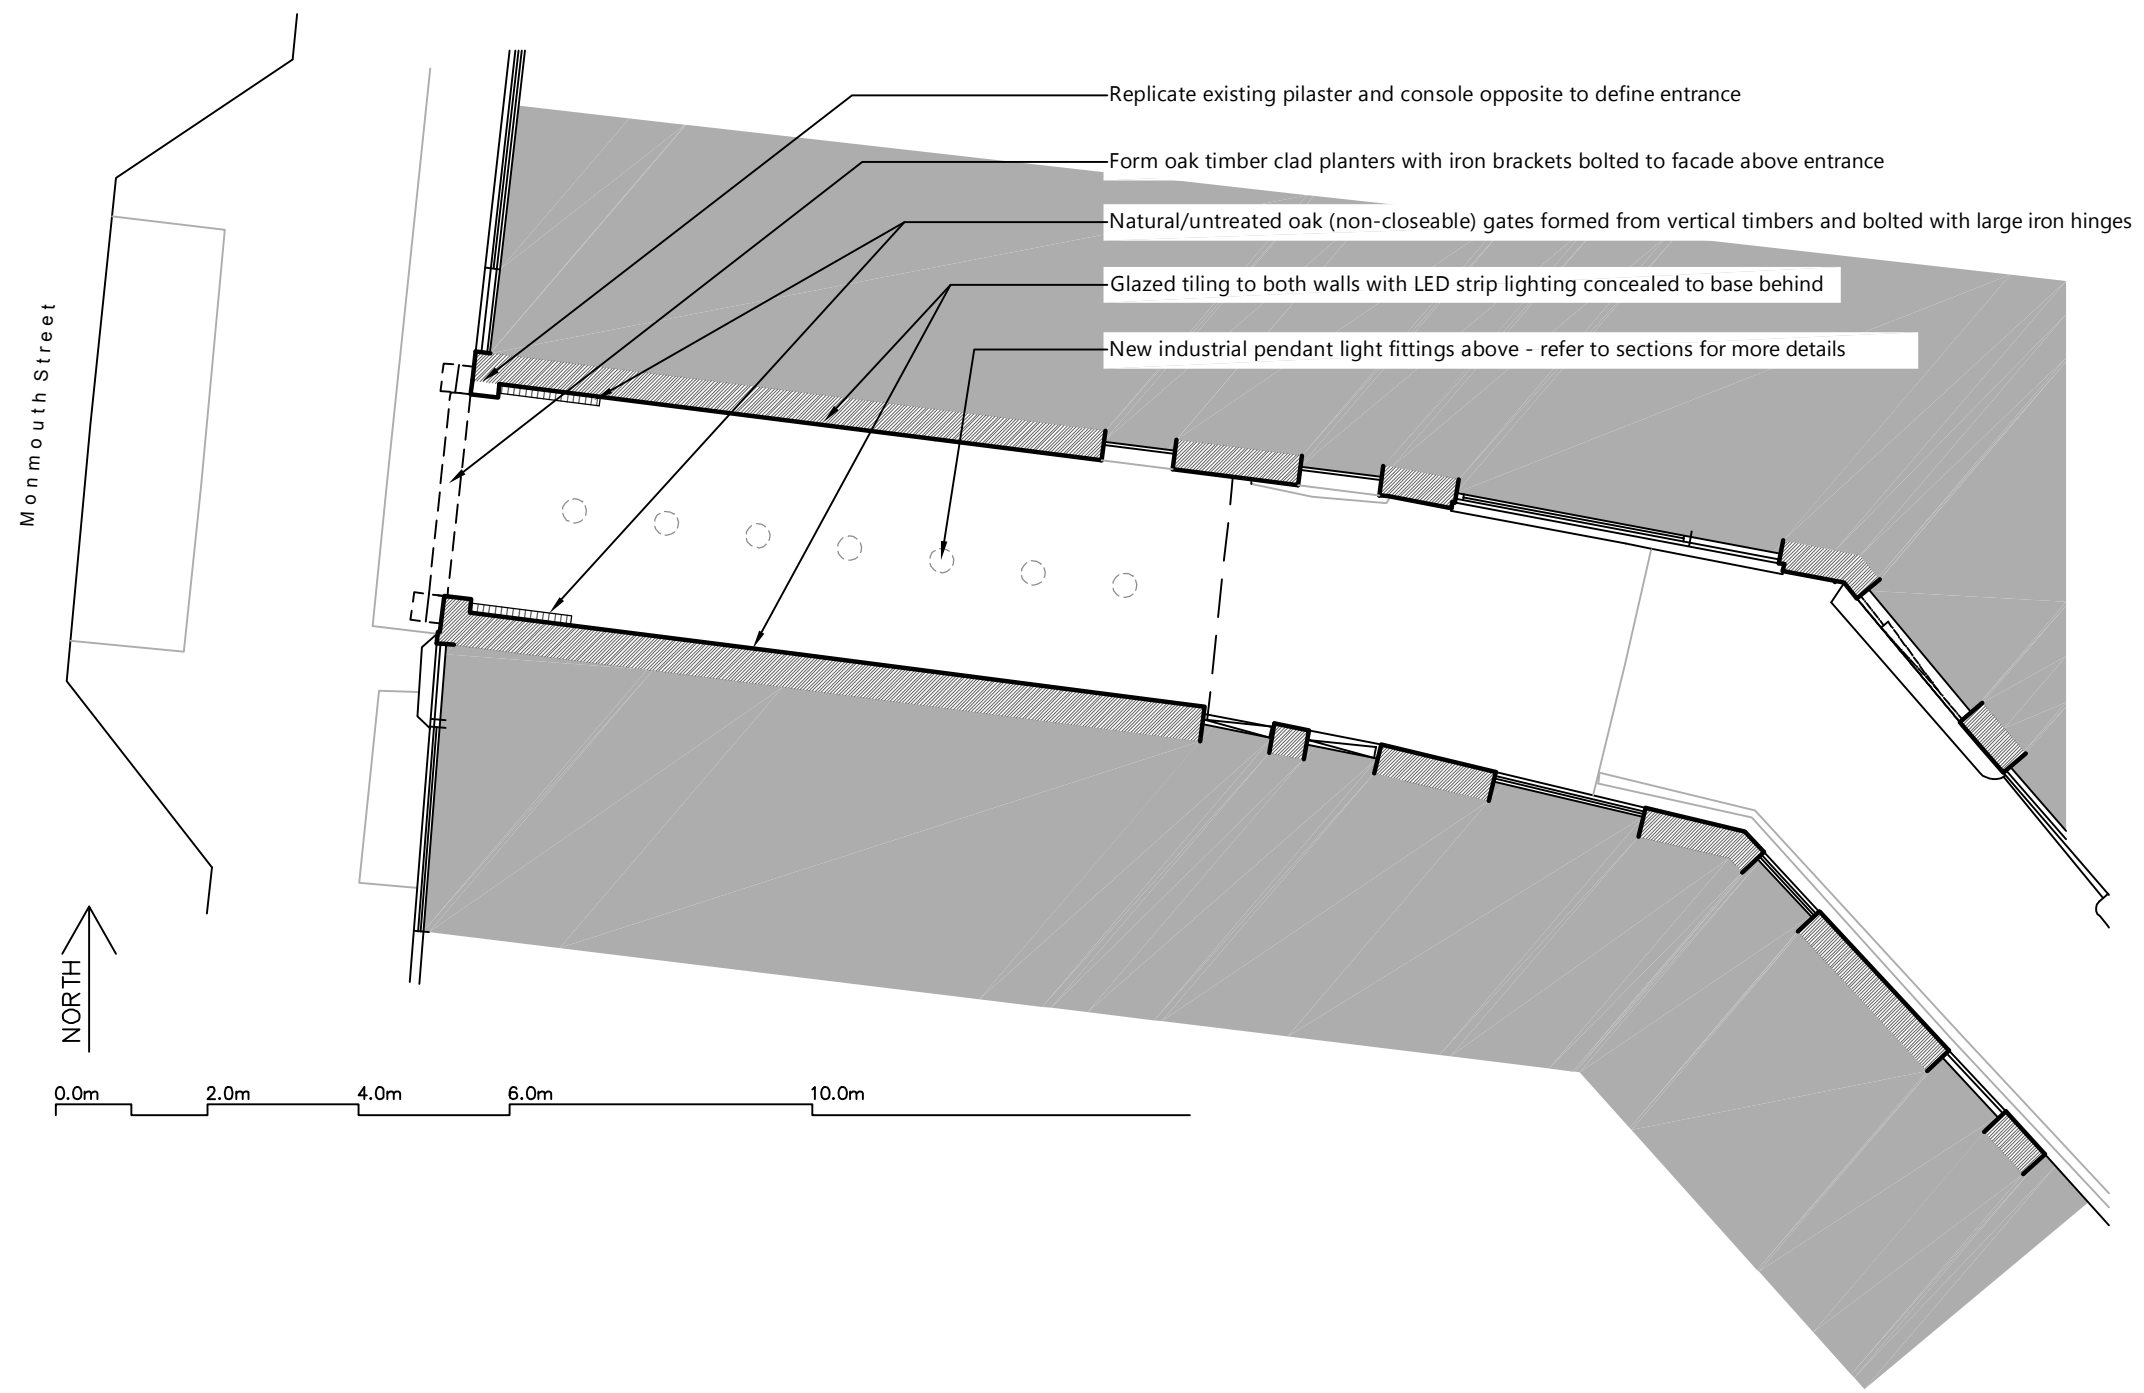 Replicate existing pilaster and console opposite to define entrance
Form oak timber clad planters with iron brackets bolted to facade above entrance
Natural/untreated oak (non-closeable) gates formed from vertical timbers and bolted with large iron hinges
Glazed tiling to both walls with LED strip lighting concealed to base behind
New industrial pendant light fittings above - refer to sections for more details
Monmouth Street
NORTH
0.0m 2.0m 4.0m 6.0m 10.0m